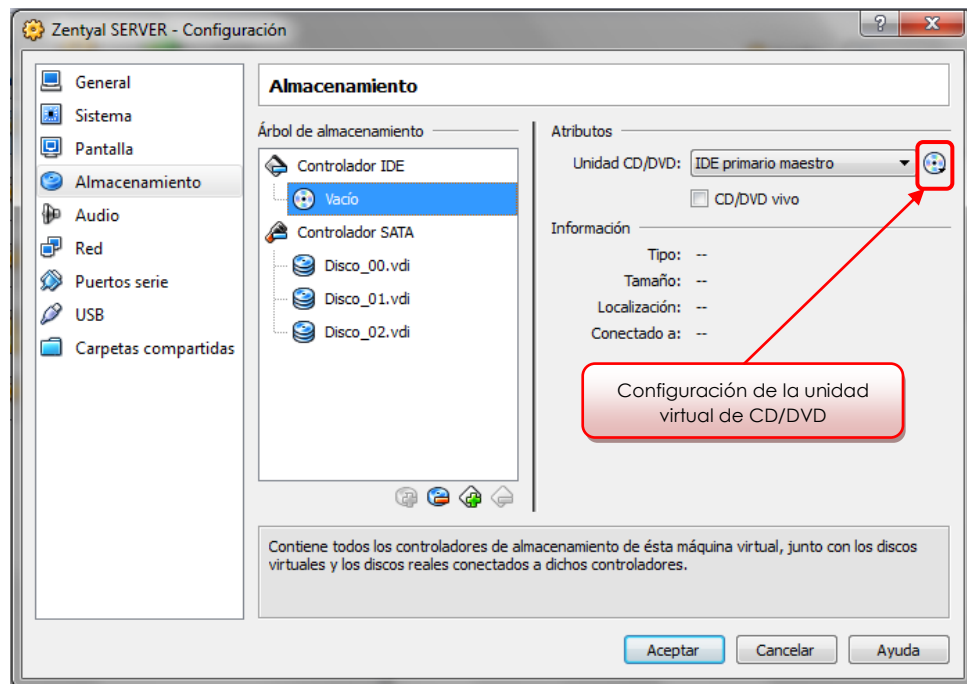 Zentyal SERVER - Configuración
General
Sistema
Pantalla
Almacenamiento
Audio
Red
Puertos serie
USB
Carpetas compartidas
Almacenamiento
Árbol de almacenamiento
Controlador IDE
Vacío
Controlador SATA
Disco_00.vdi
Disco_01.vdi
Disco_02.vdi
Atributos
Unidad CD/DVD: IDE primario maestro
CD/DVD vivo
Información
Tipo: --
Tamaño: --
Localización: --
Conectado a: --
Configuración de la unidad
virtual de CD/DVD
Contiene todos los controladores de almacenamiento de ésta máquina virtual, junto con los discos
virtuales y los discos reales conectados a dichos controladores.
Aceptar Cancelar Ayuda